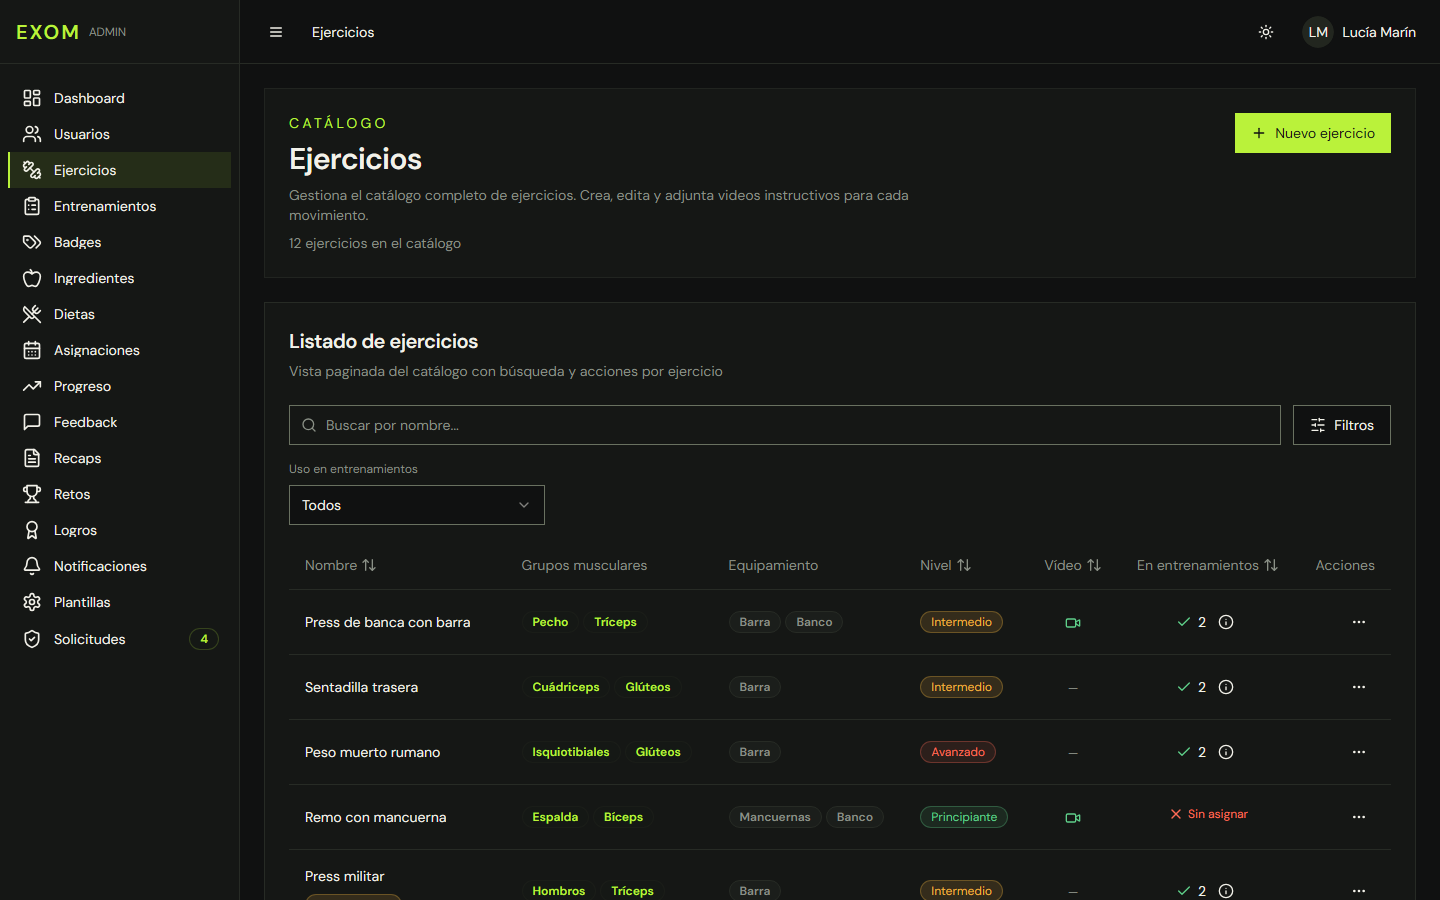 EXOM ADMIN
Ejercicios
LM Lucía Marín
Dashboard
Usuarios
Ejercicios
Entrenamientos
Badges
Ingredientes
Dietas
Asignaciones
Progreso
Feedback
Recaps
Retos
Logros
Notificaciones
Plantillas
Solicitudes 4
CATÁLOGO
Ejercicios
Gestiona el catálogo completo de ejercicios. Crea, edita y adjunta videos instructivos para cada
movimiento.
12 ejercicios en el catálogo
Nuevo ejercicio
Listado de ejercicios
Vista paginada del catálogo con búsqueda y acciones por ejercicio
Buscar por nombre...
Filtros
Uso en entrenamientos
Todos
Nombre Grupos musculares Equipamiento Nivel Vídeo En entrenamientos Acciones
Press de banca con barra Pecho Tríceps Barra Banco Intermedio 2
Sentadilla trasera Cuádriceps Glúteos Barra Intermedio – 2
Peso muerto rumano Isquiotibiales Glúteos Barra Avanzado – 2
Remo con mancuerna Espalda Bíceps Mancuernas Banco Principiante Sin asignar
Press militar Hombros Tríceps Barra Intermedio – 2